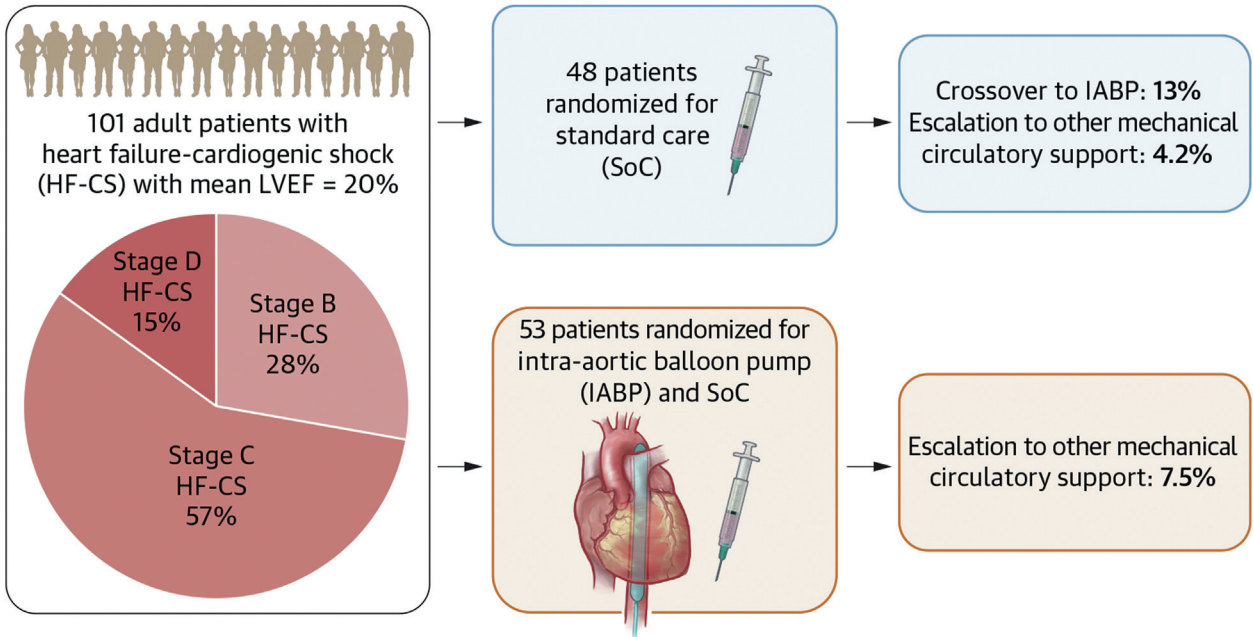 101 adult patients with
heart failure-cardiogenic shock
(HF-CS) with mean LVEF = 20%
Stage D
HF-CS
15%
Stage B
HF-CS
28%
Stage C
HF-CS
57%
48 patients
randomized for
standard care
(SoC)
Crossover to IABP: 13%
Escalation to other mechanical
circulatory support: 4.2%
53 patients randomized for
intra-aortic balloon pump
(IABP) and SoC
Escalation to other mechanical
circulatory support: 7.5%